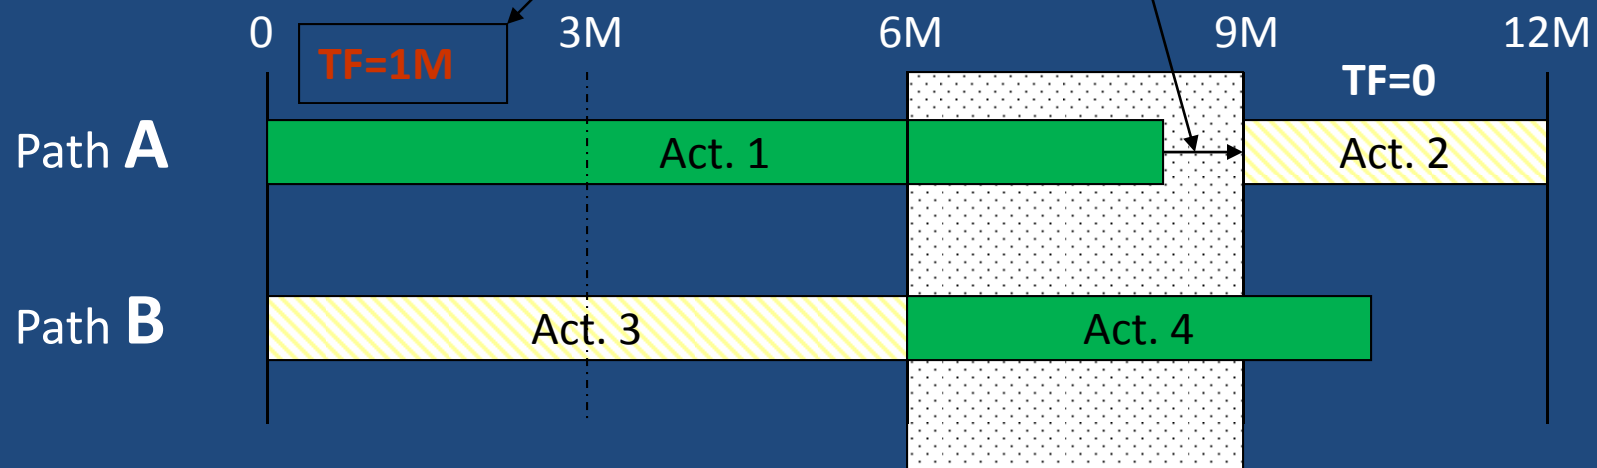 0 3M 6M 9M 12M
TF=1M
TF=0
Path A
Act. 1
Act. 2
Path B
Act. 3
Act. 4